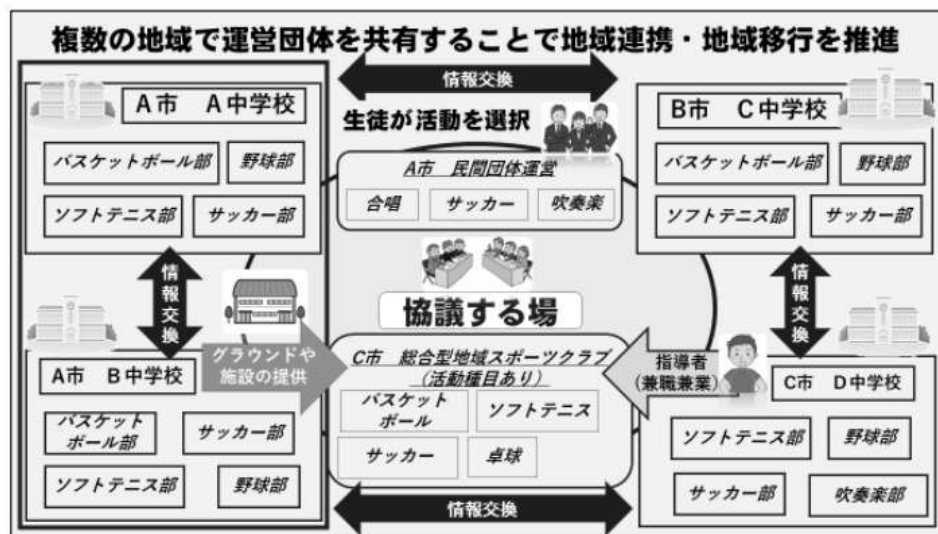 複数の地域で運営団体を共有することで地域連携・地域移行を推進
情報交換
A市 A中学校
バスケットボール部
野球部
ソフトテニス部
サッカー部
生徒が活動を選択
A市 民間団体運営
合唱
サッカー
吹奏楽
B市 C中学校
バスケットボール部
野球部
ソフトテニス部
サッカー部
情報交換
協議する場
情報交換
グラウンドや
施設の提供
A市 B中学校
バスケット
ボール部
サッカー部
ソフトテニス部
野球部
C市 総合型地域スポーツクラブ
(活動種目あり)
バスケット
ボール
ソフトテニス
サッカー
卓球
指導者
(兼職兼業)
C市 D中学校
ソフトテニス部
野球部
サッカー部
吹奏楽部
情報交換